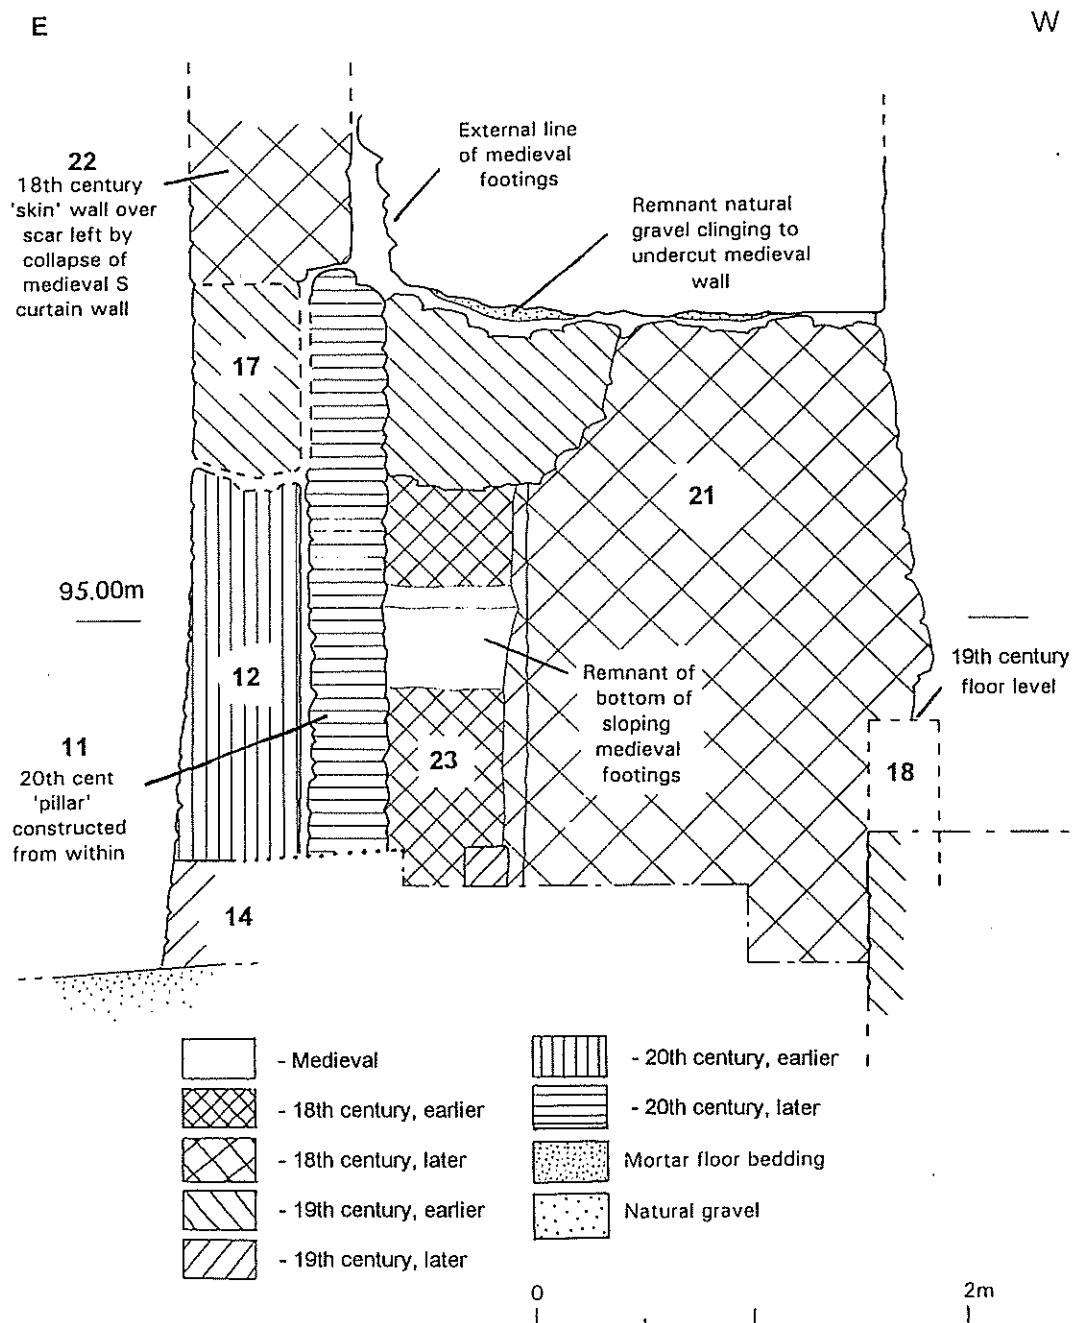 E
W
22
18th century
'skin' wall over
scar left by
collapse of
medieval S
curtain wall
External line
of medieval
footings
Remnant natural
gravel clinging to
undercut medieval
wall
17
21
95.00m
12
Remnant of
bottom of
sloping
medieval
footings
19th century
floor level
11
20th cent
'pillar'
constructed
from within
23
18
14
- Medieval
- 18th century, earlier
- 18th century, later
- 19th century, earlier
- 19th century, later
- 20th century, earlier
- 20th century, later
Mortar floor bedding
Natural gravel
0
2m